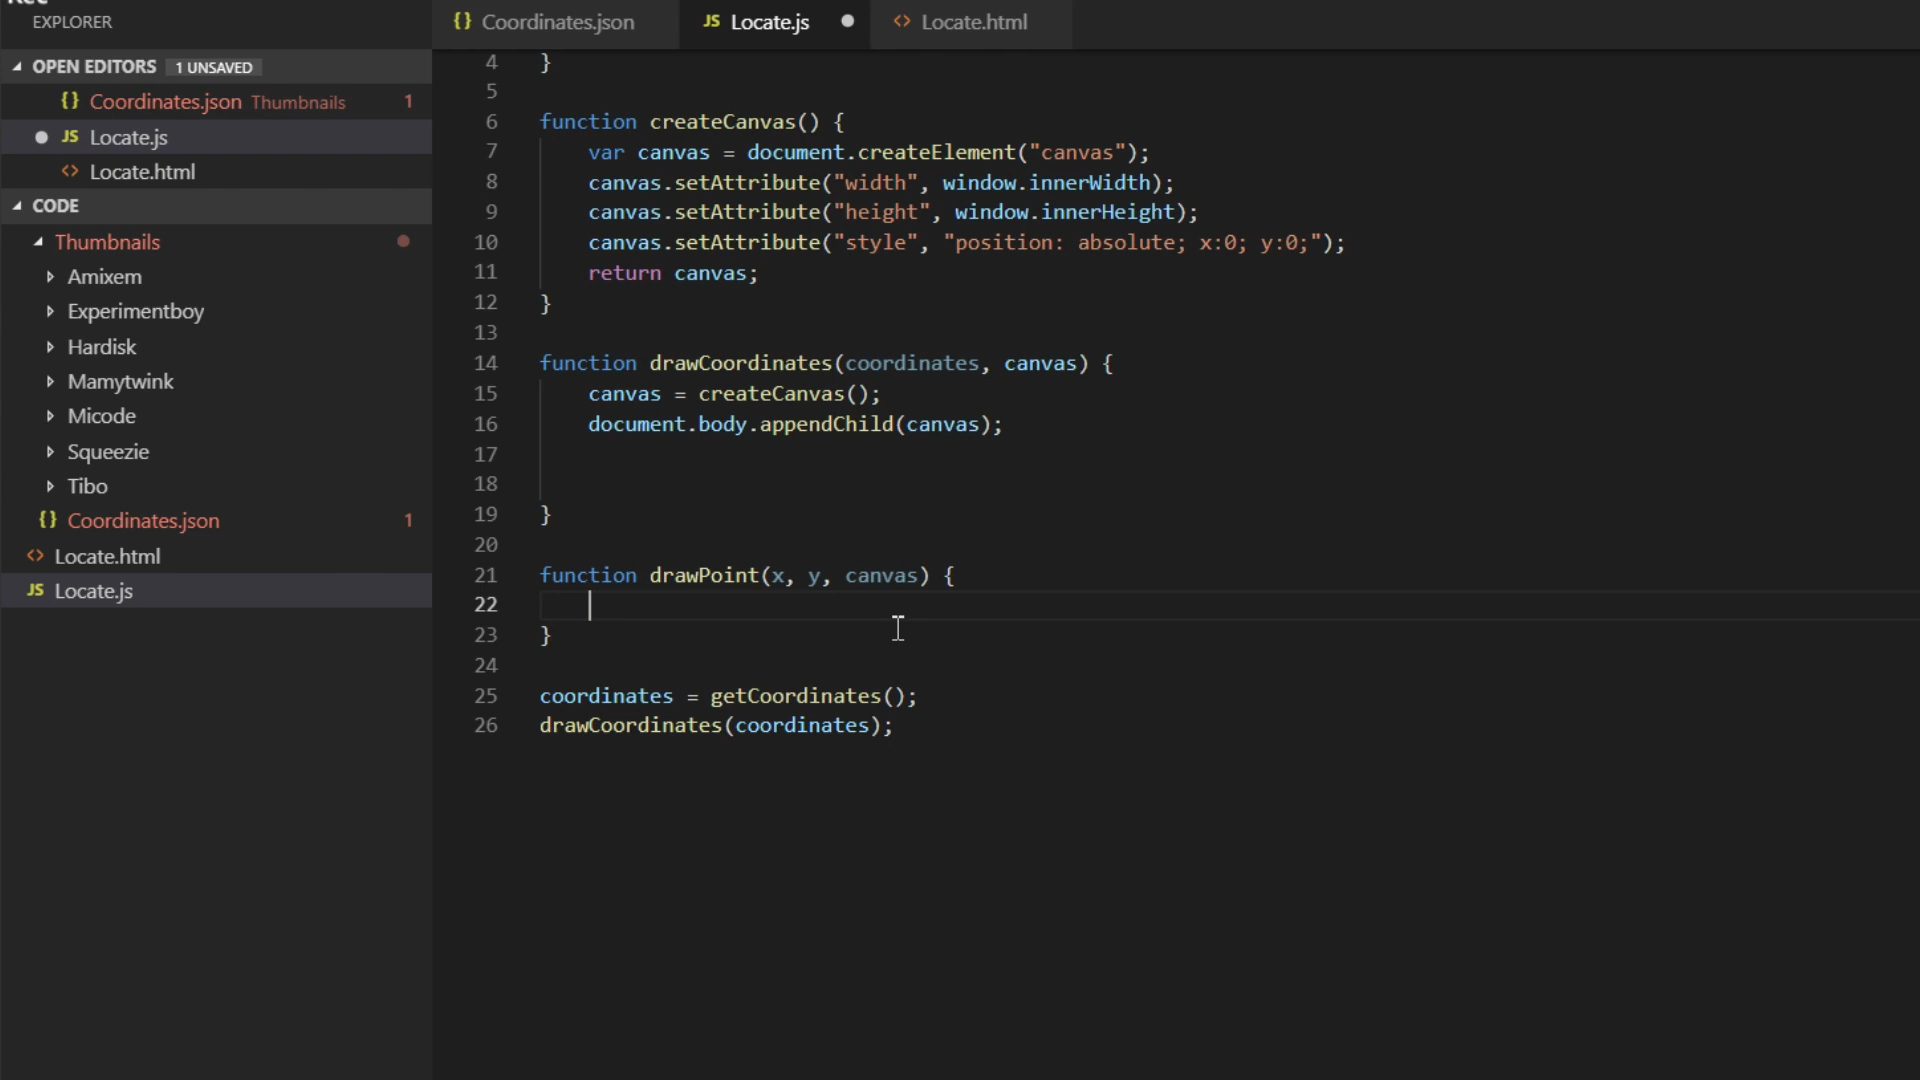 EXPLORER
OPEN EDITORS 1 UNSAVED
{} Coordinates.json Thumbnails 1
JS Locate.js
<> Locate.html
CODE
Thumbnails
Amixem
Experimentboy
Hardisk
Mamytwink
Micode
Squeezie
Tibo
{} Coordinates.json 1
<> Locate.html
JS Locate.js
{} Coordinates.json JS Locate.js <> Locate.html
4 }
5
6 function createCanvas() {
7 var canvas = document.createElement("canvas");
8 canvas.setAttribute("width", window.innerWidth);
9 canvas.setAttribute("height", window.innerHeight);
10 canvas.setAttribute("style", "position: absolute; x:0; y:0;");
11 return canvas;
12 }
13
14 function drawCoordinates(coordinates, canvas) {
15 canvas = createCanvas();
16 document.body.appendChild(canvas);
17
18
19 }
20
21 function drawPoint(x, y, canvas) {
22
23 }
24
25 coordinates = getCoordinates();
26 drawCoordinates(coordinates);